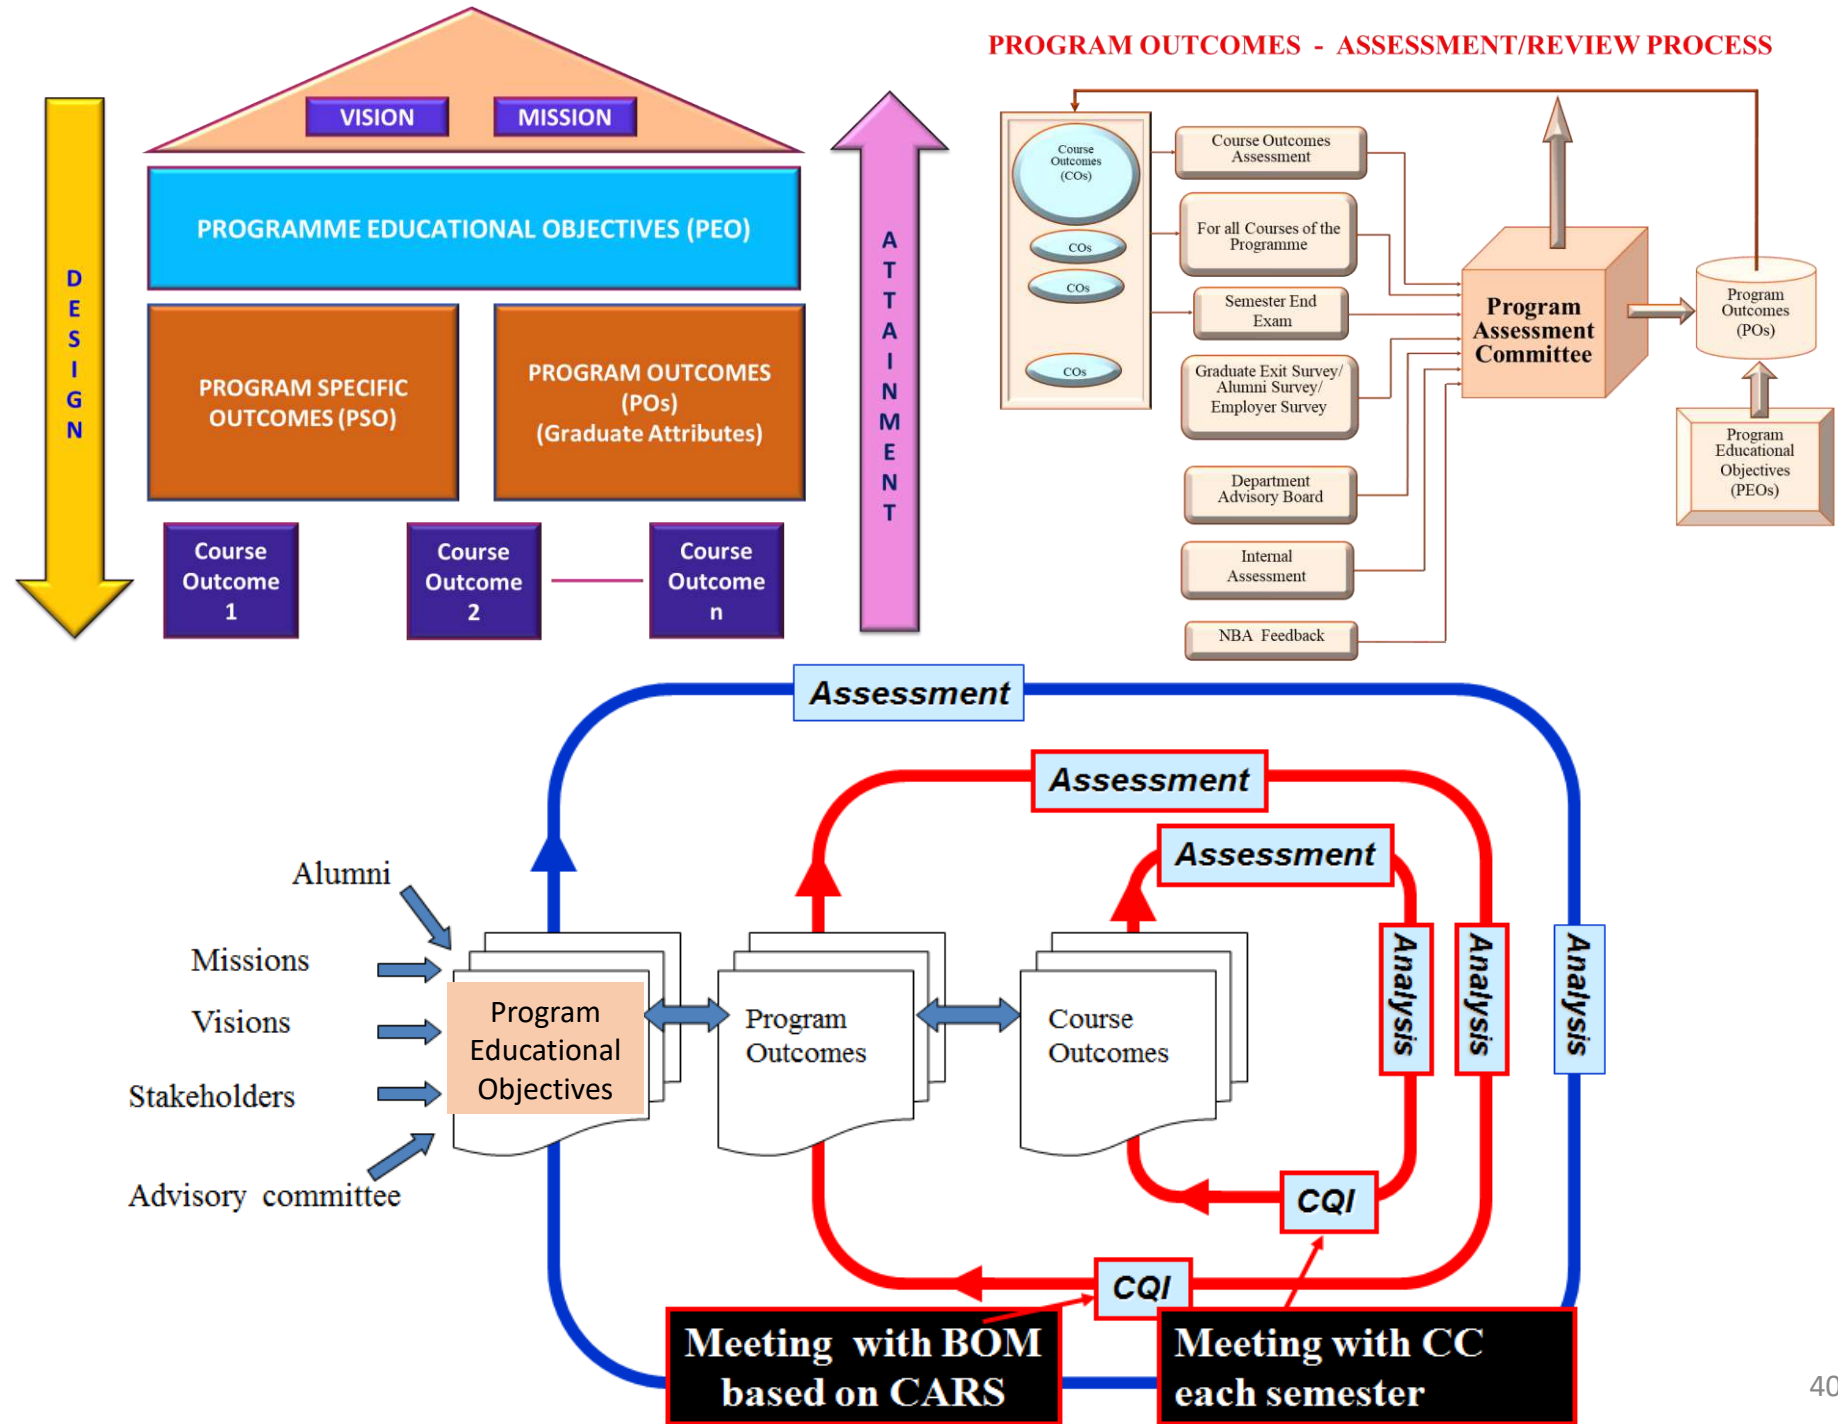 VISION
MISSION
PROGRAMME EDUCATIONAL OBJECTIVES (PEO)
DESIGN
PROGRAM SPECIFIC
OUTCOMES (PSO)
PROGRAM OUTCOMES
(POs)
(Graduate Attributes)
ATTAINMENT
Course
Outcome
1
Course
Outcome
2
Course
Outcome
n
PROGRAM OUTCOMES - ASSESSMENT/REVIEW PROCESS
Course
Outcomes
(COs)
COs
COs
COs
Course Outcomes
Assessment
For all Courses of the
Programme
Semester End
Exam
Graduate Exit Survey/
Alumni Survey/
Employer Survey
Department
Advisory Board
Internal
Assessment
NBA Feedback
Program
Assessment
Committee
Program
Outcomes
(POs)
Program
Educational
Objectives
(PEOs)
Assessment
Assessment
Assessment
Analysis
Analysis
Analysis
Alumni
Missions
Visions
Stakeholders
Advisory committee
Program
Educational
Objectives
Program
Outcomes
Course
Outcomes
CQI
CQI
Meeting with BOM
based on CARS
Meeting with CC
each semester
40